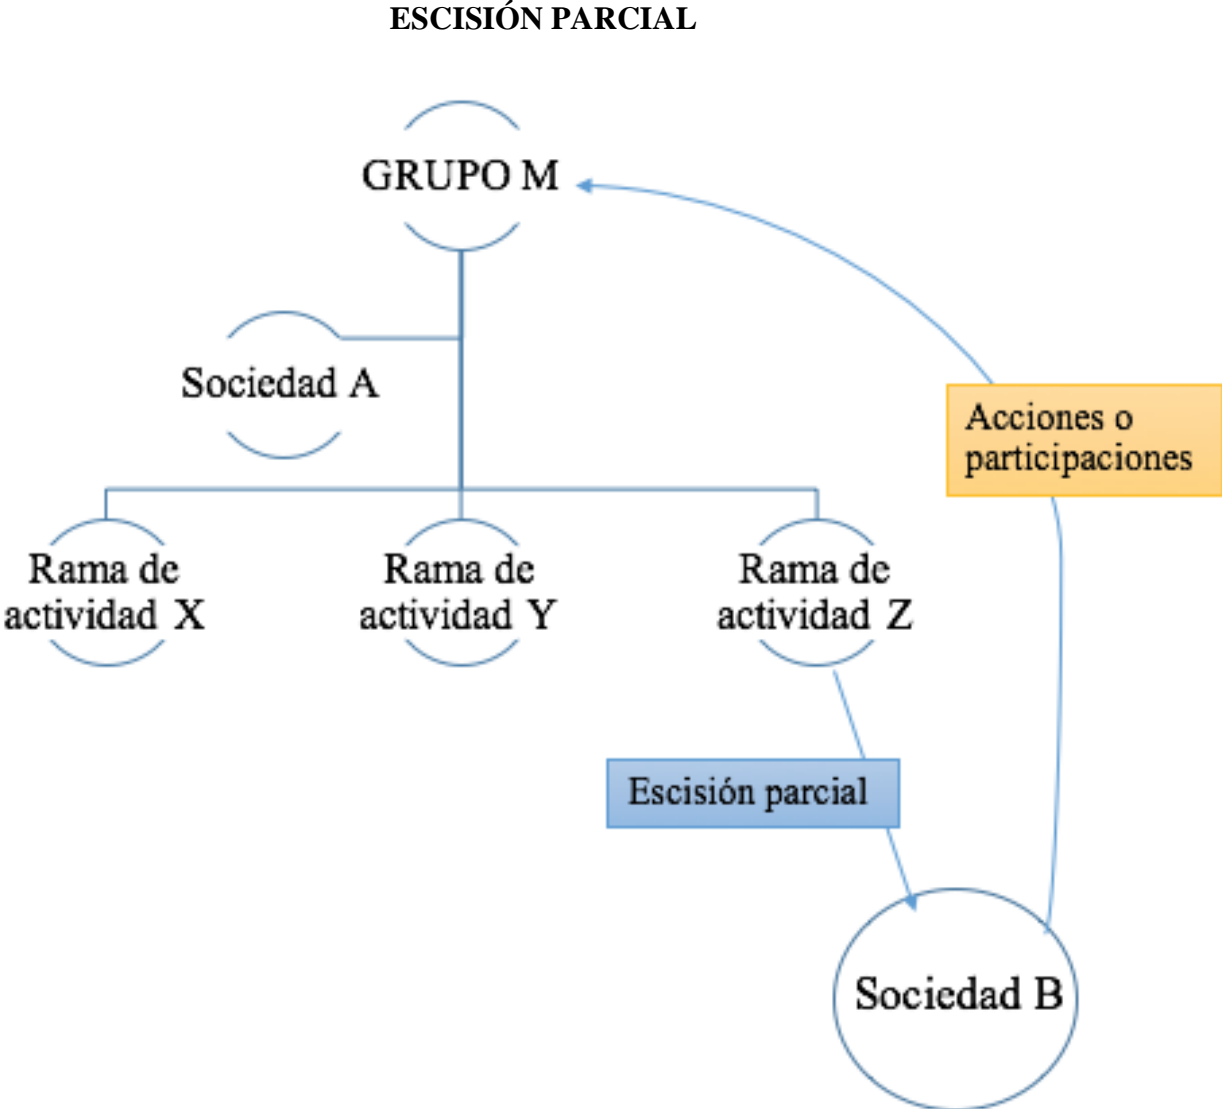 ESCISIÓN PARCIAL
GRUPO M
Sociedad A
Acciones o
participaciones
Rama de
actividad X
Rama de
actividad Y
Rama de
actividad Z
Escisión parcial
Sociedad B